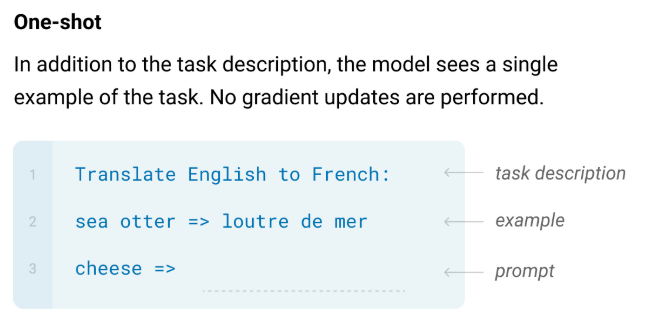 One-shot
In addition to the task description, the model sees a single
example of the task. No gradient updates are performed.
1 Translate English to French: task description
2 sea otter => loutre de mer example
3 cheese => prompt